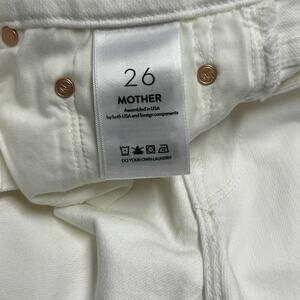 26
MOTHER
Assembled in USA
by both USA and foreign components
DO YOUR OWN LAUNDRY